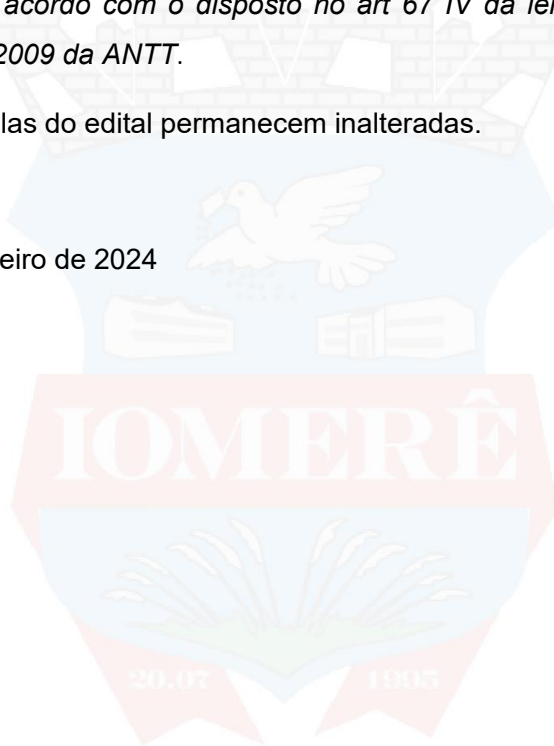 acordo com o disposto no art 67 IV da lei
2009 da ANTT.
las do edital permanecem inalteradas.
eiro de 2024
IOMERÊ
20.07 1995